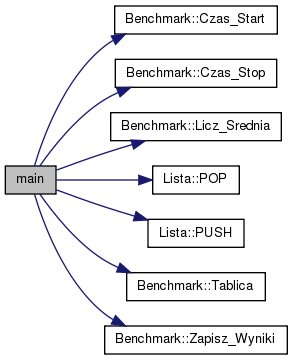 Benchmark::Czas_Start
Benchmark::Czas_Stop
Benchmark::Licz_Srednia
main
Lista::POP
Lista::PUSH
Benchmark::Tablica
Benchmark::Zapisz_Wyniki